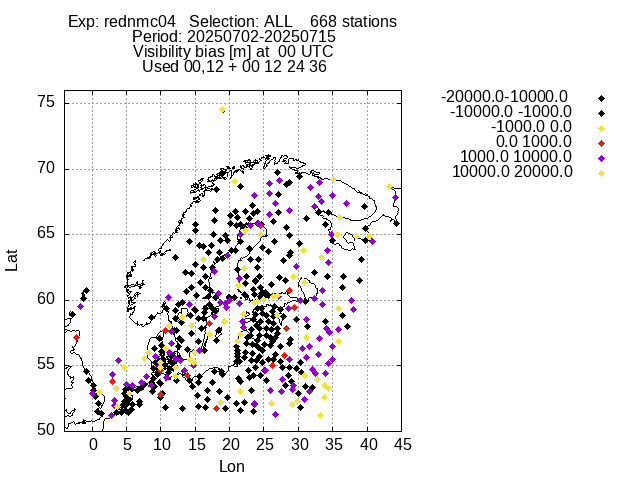 Exp: rednmc04   Selection: ALL    668 stations
Period: 20250702-20250715
Visibility bias [m] at  00 UTC
Used 00,12 + 00 12 24 36
-20000.0-10000.0
-10000.0 -1000.0
-1000.0 0.0
0.0 1000.0
1000.0 10000.0
10000.0 20000.0
75
70
65
60
55
50
Lat
0 5 10 15 20 25 30 35 40 45
Lon